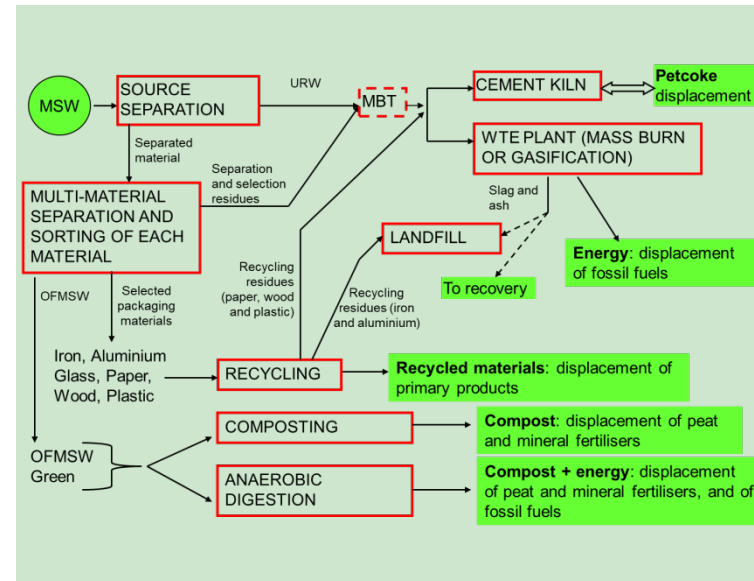 MSW
SOURCE
SEPARATION
URW
MBT
CEMENT KILN
Petcoke
displacement
WTE PLANT (MASS BURN
OR GASIFICATION)
Separated
material
Separation
and selection
residues
MULTI-MATERIAL
SEPARATION AND
SORTING OF EACH
MATERIAL
Slag and
ash
LANDFILL
Energy: displacement
of fossil fuels
To recovery
OFMSW
Selected
packaging
materials
Recycling
residues
(paper, wood
and plastic)
Recycling
residues (iron
and aluminium)
Iron, Aluminium
Glass, Paper,
Wood, Plastic
RECYCLING
Recycled materials: displacement of
primary products
COMPOSTING
Compost: displacement of peat
and mineral fertilisers
OFMSW
Green
ANAEROBIC
DIGESTION
Compost + energy: displacement
of peat and mineral fertilisers, and of
fossil fuels